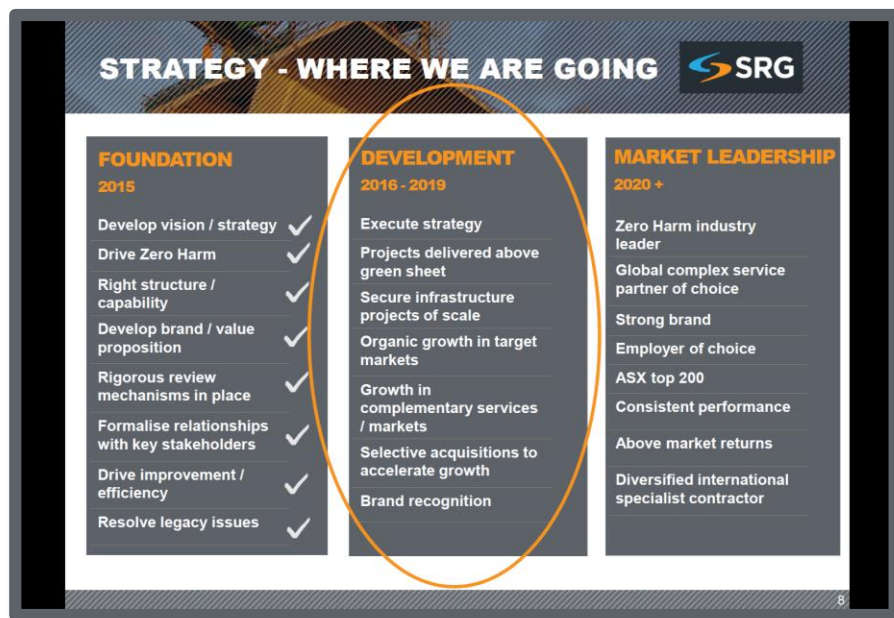 STRATEGY - WHERE WE ARE GOING
SRG
FOUNDATION
2015
Develop vision / strategy
Drive Zero Harm
Right structure /
capability
Develop brand / value
proposition
Rigorous review
mechanisms in place
Formalise relationships
with key stakeholders
Drive improvement /
efficiency
Resolve legacy issues
DEVELOPMENT
2016 - 2019
Execute strategy
Projects delivered above
green sheet
Secure infrastructure
projects of scale
Organic growth in target
markets
Growth in
complementary services
/ markets
Selective acquisitions to
accelerate growth
Brand recognition
MARKET LEADERSHIP
2020 +
Zero Harm industry
leader
Global complex service
partner of choice
Strong brand
Employer of choice
ASX top 200
Consistent performance
Above market returns
Diversified international
specialist contractor
8